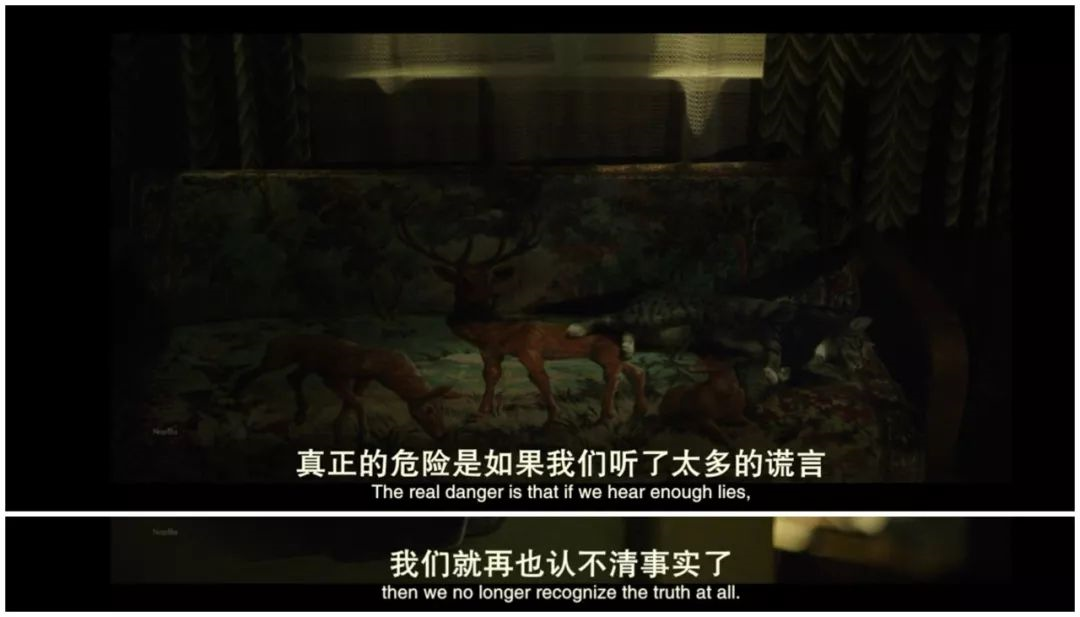 真正的危险是如果我们听了太多的谎言
The real danger is that if we hear enough lies,
我们就再也认不清事实了
then we no longer recognize the truth at all.